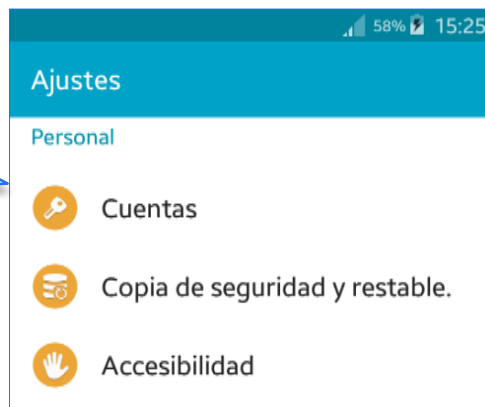 58% 15:25
Ajustes
Personal
Cuentas
Copia de seguridad y restable.
Accesibilidad